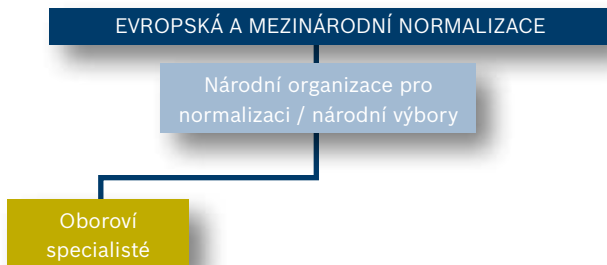 EVROPSKÁ A MEZINÁRODNÍ NORMALIZACE
Národní organizace pro
normalizaci / národní výbory
Oboroví
specialisté